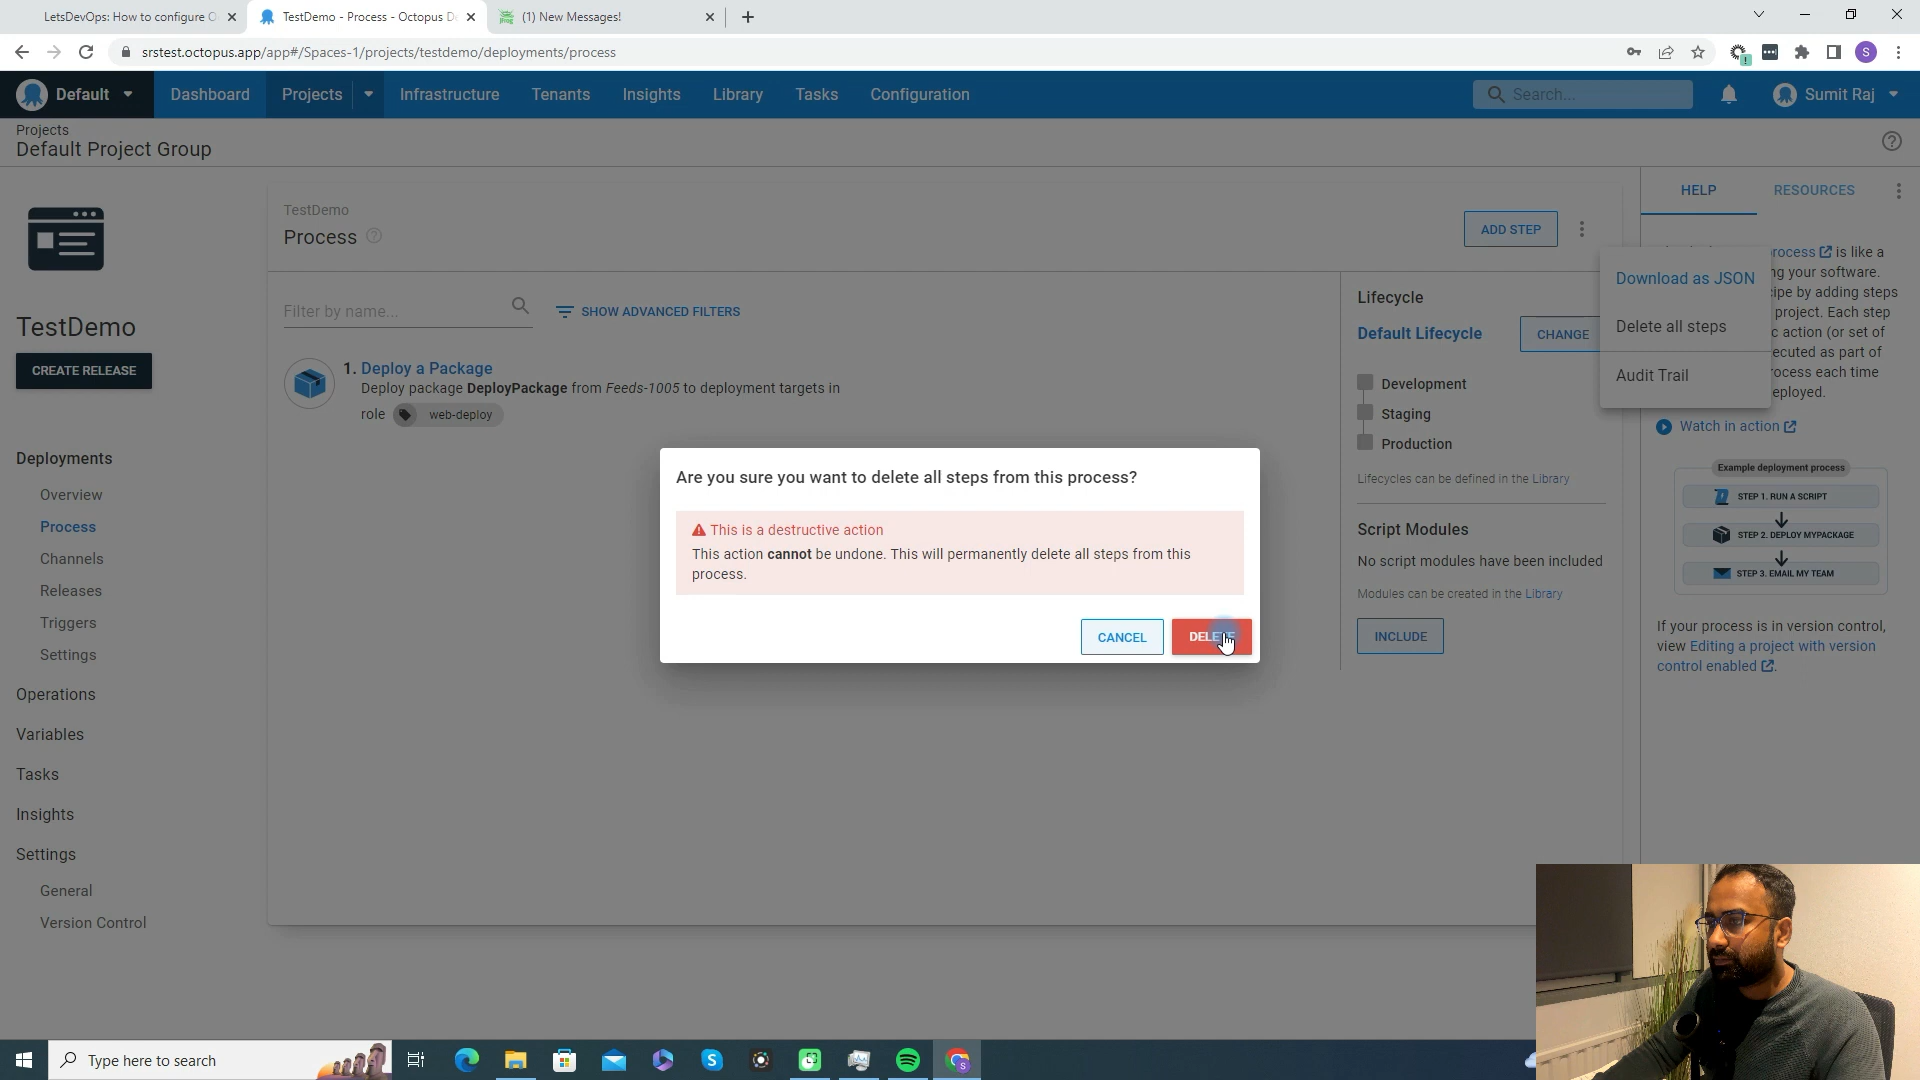 LetsDevOps: How to configure O
TestDemo - Process - Octopus De
(1) New Messages!
srstest.octopus.app/app#/Spaces-1/projects/testdemo/deployments/process
S
Default
Dashboard
Projects
Infrastructure
Tenants
Insights
Library
Tasks
Configuration
Search...
Sumit Raj
Projects
Default Project Group
TestDemo
CREATE RELEASE
Deployments
Overview
Process
Channels
Releases
Triggers
Settings
Operations
Variables
Tasks
Insights
Settings
General
Version Control
TestDemo
Process
ADD STEP
Filter by name...
SHOW ADVANCED FILTERS
1. Deploy a Package
Deploy package DeployPackage from Feeds-1005 to deployment targets in
role web-deploy
Lifecycle
Default Lifecycle
CHANGE
Development
Staging
Production
Lifecycles can be defined in the Library
Script Modules
No script modules have been included
Modules can be created in the Library
INCLUDE
Download as JSON
Delete all steps
Audit Trail
Are you sure you want to delete all steps from this process?
This is a destructive action
This action cannot be undone. This will permanently delete all steps from this
process.
CANCEL
HELP
RESOURCES
is like a
your software.
by adding steps
project. Each step
action (or set of
as part of
each time
Watch in action
Example deployment process
STEP 1. RUN A SCRIPT
STEP 2. DEPLOY MYPACKAGE
STEP 3. EMAIL MY TEAM
If your process is in version control,
view Editing a project with version
control enabled
Type here to search